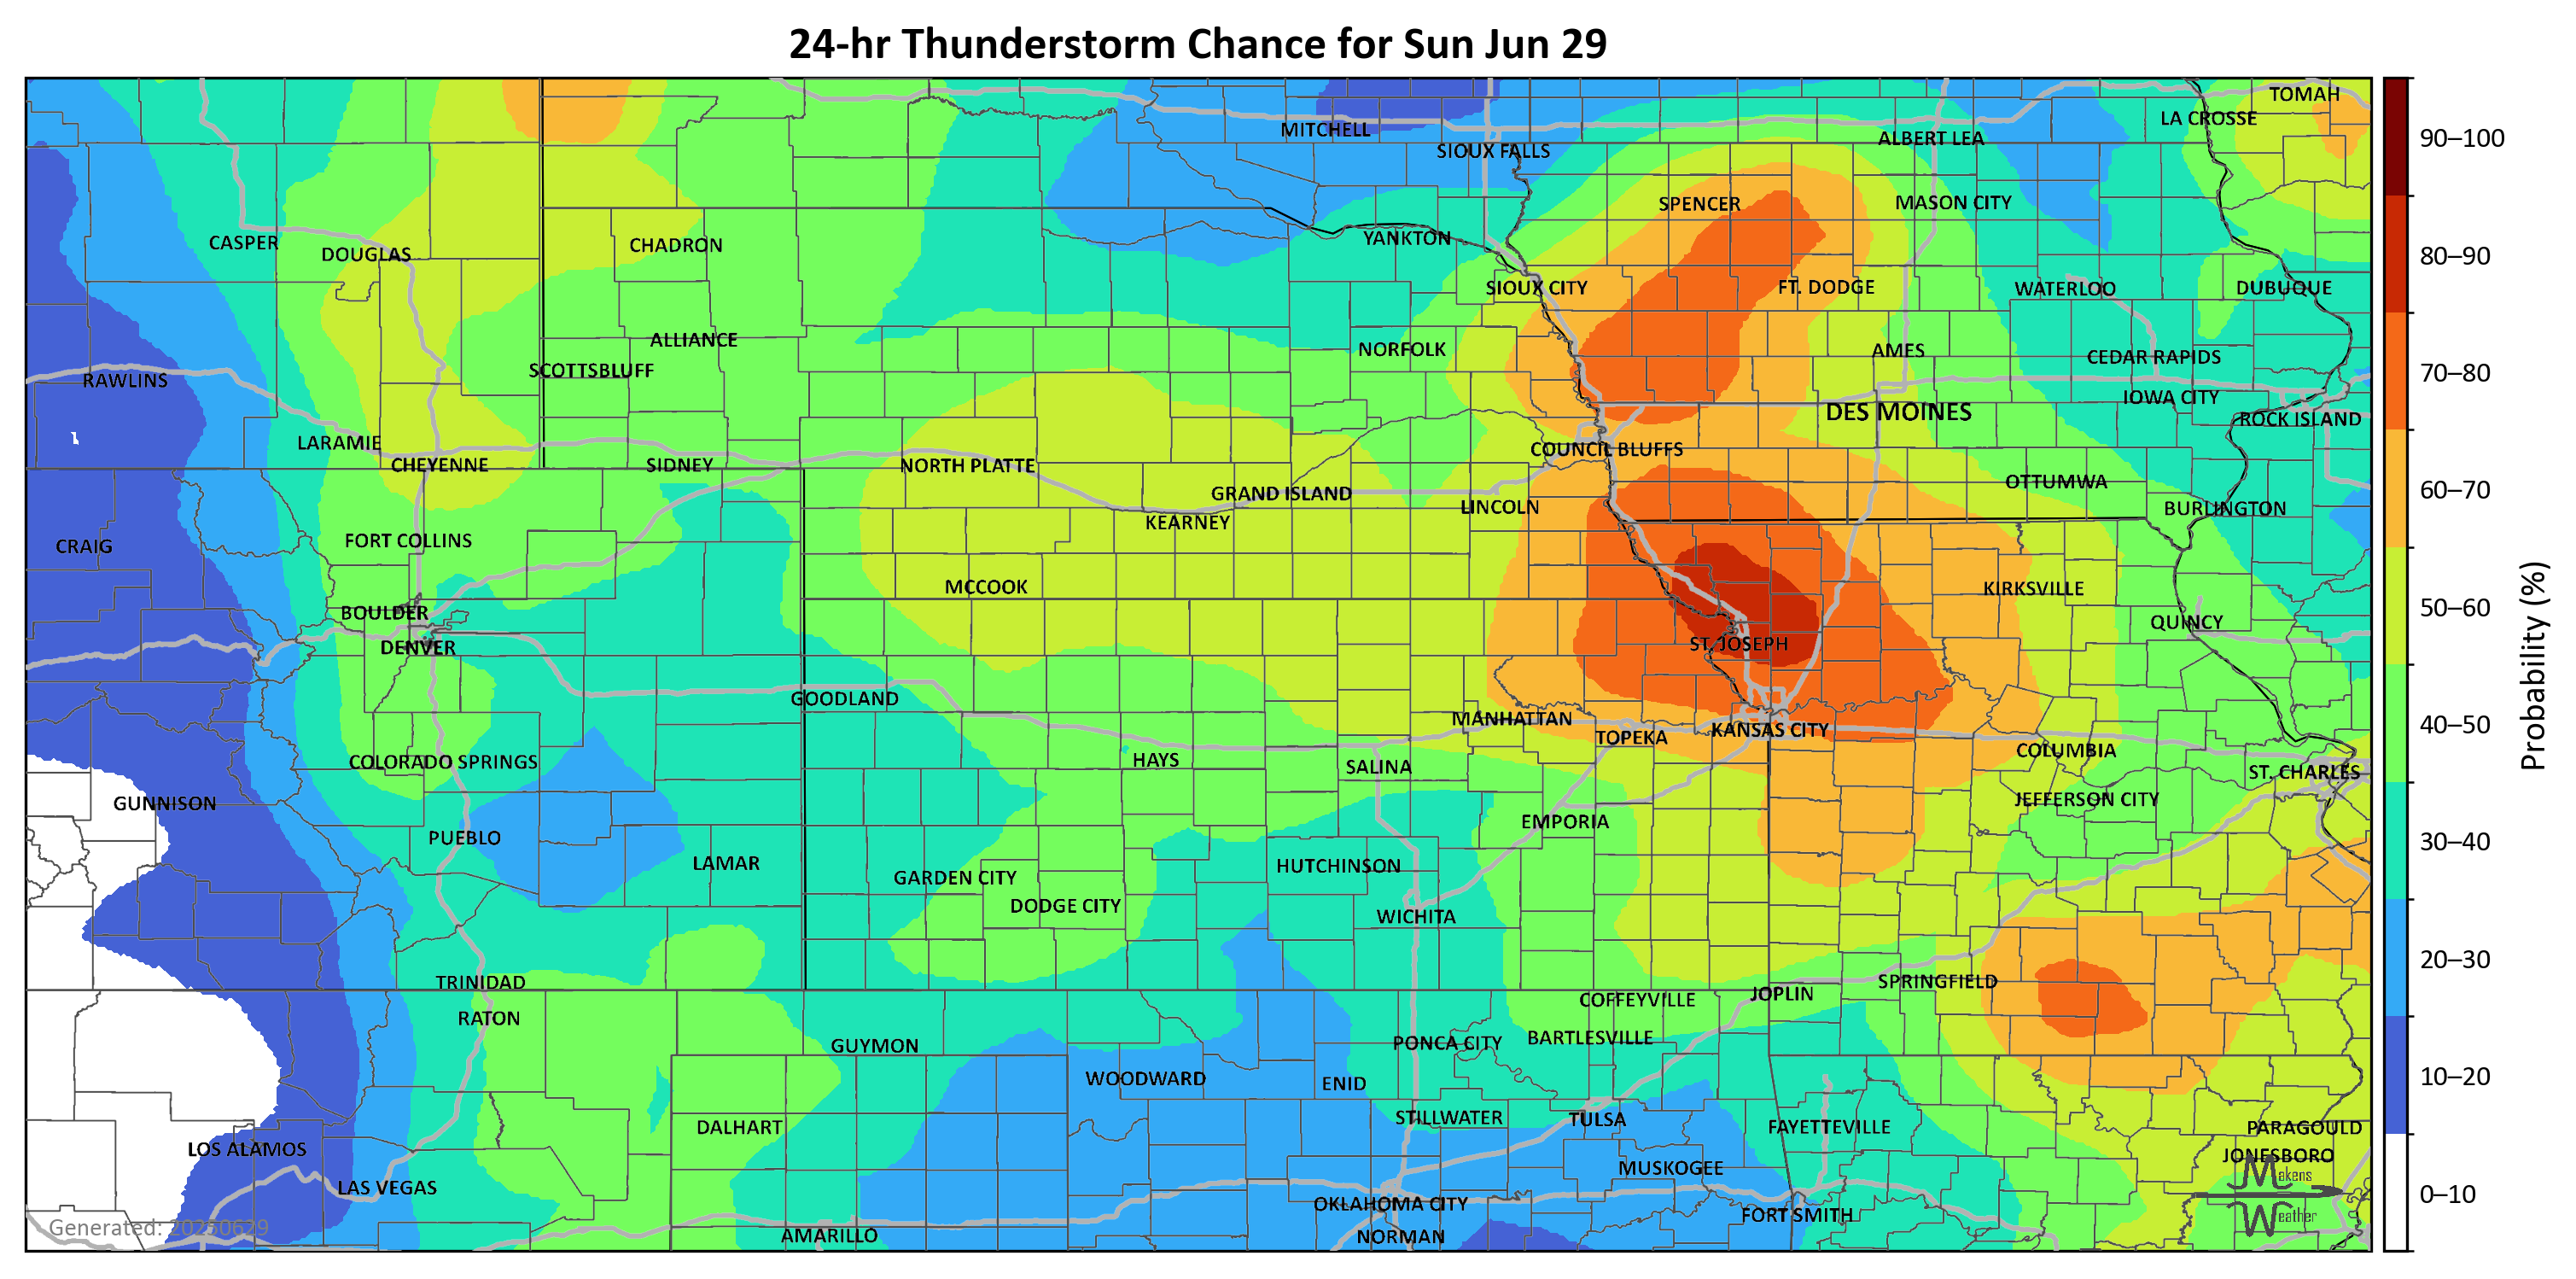 24-hr Thunderstorm Chance for Sun Jun 29
TOMAH
LA CROSSE
MITCHELL
ALBERT LEA
SIOUX FALLS
SPENCER
MASON CITY
CASPER
DOUGLAS
CHADRON
YANKTON
SIOUX CITY
FT. DODGE
WATERLOO
DUBUQUE
ALLIANCE
NORFOLK
AMES
CEDAR RAPIDS
SCOTTSBLUFF
RAWLINS
IOWA CITY
DES MOINES
ROCK ISLAND
LARAMIE
COUNCIL BLUFFS
CHEYENNE
SIDNEY
NORTH PLATTE
OTTUMWA
GRAND ISLAND
LINCOLN
BURLINGTON
KEARNEY
CRAIG
FORT COLLINS
MCCOOK
KIRKSVILLE
BOULDER
QUINCY
DENVER
ST. JOSEPH
GOODLAND
MANHATTAN
KANSAS CITY
TOPEKA
COLUMBIA
COLORADO SPRINGS
HAYS
SALINA
ST. CHARLES
GUNNISON
JEFFERSON CITY
EMPORIA
PUEBLO
LAMAR
HUTCHINSON
GARDEN CITY
DODGE CITY
WICHITA
TRINIDAD
SPRINGFIELD
JOPLIN
COFFEYVILLE
RATON
BARTLESVILLE
GUYMON
PONCA CITY
WOODWARD
ENID
STILLWATER
TULSA
DALHART
FAYETTEVILLE
PARAGOULD
LOS ALAMOS
JONESBORO
MUSKOGEE
Makens
LAS VEGAS
OKLAHOMA CITY
FORT SMITH
Weather
Generated: 20250629
AMARILLO
NORMAN
90–100
80–90
70–80
60–70
50–60
40–50
30–40
20–30
10–20
0–10
Probability (%)